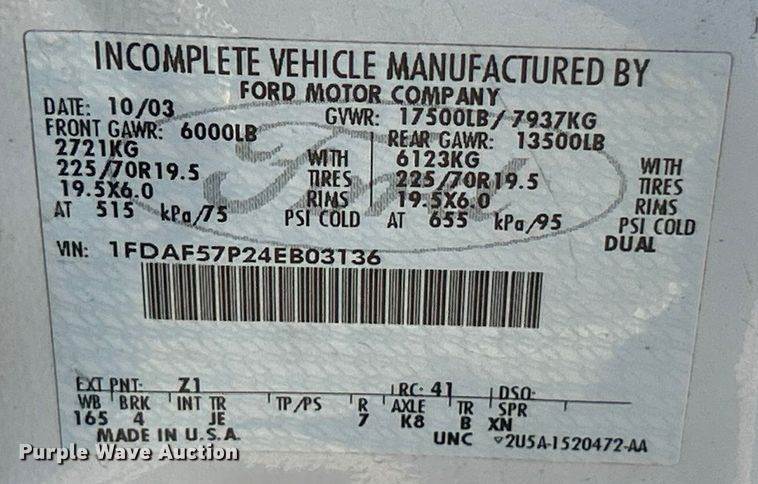 INCOMPLETE VEHICLE MANUFACTURED BY
FORD MOTOR COMPANY
DATE: 10/03 GVWR: 17500LB/ 7937KG
FRONT GAWR: 6000LB REAR GAWR: 13500LB
2721KG WITH 6123KG WITH
225/70R19.5 TIRES 225/70R19.5 TIRES
19.5X6.0 RIMS 19.5X6.0 RIMS
AT 515 kPa/75 PSI COLD AT 655 kPa/95 PSI COLD
DUAL
VIN: 1FDAF57P24EB03136
EXT PNT: Z1 RC: 41 DSO:
WB BRK INT TR TP/PS R AXLE TR SPR
165 4 JE 7 K8 B XN
MADE IN U.S.A. UNC 2U5A-1520472-AA
Purple Wave Auction
Ford